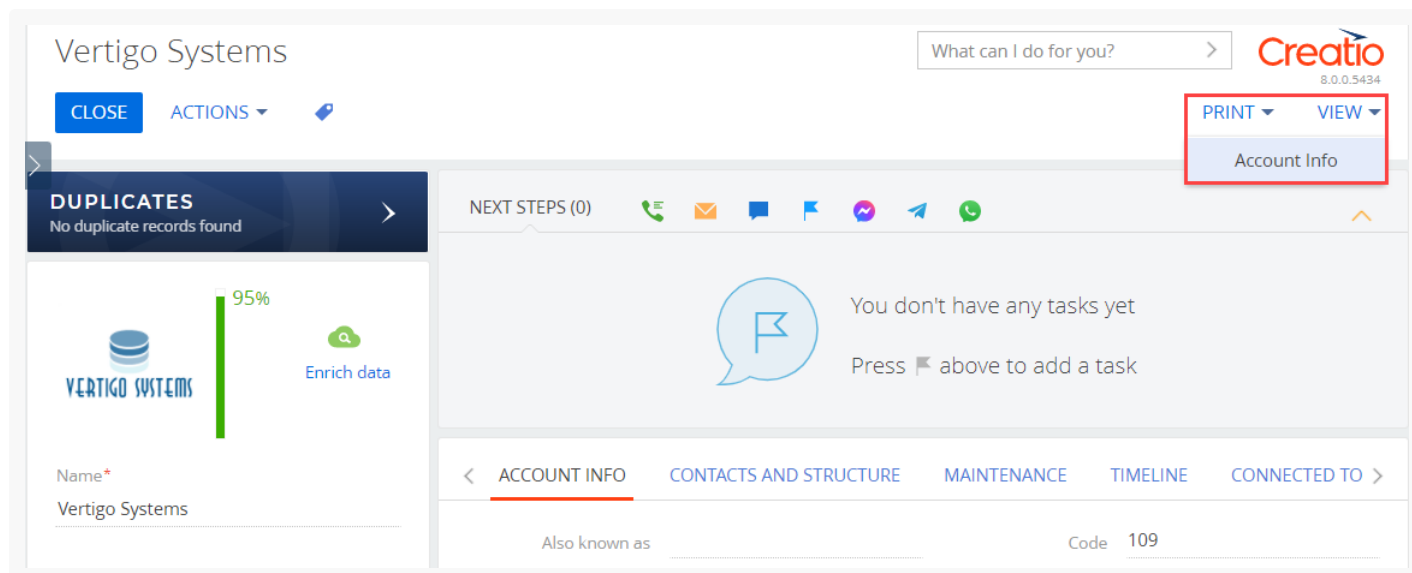 Vertigo Systems
What can I do for you?
Creatio
8.0.0.5434
CLOSE ACTIONS
PRINT VIEW
Account Info
DUPLICATES
No duplicate records found
NEXT STEPS (0)
95%
Enrich data
VERTIGO SYSTEMS
You don't have any tasks yet
Press above to add a task
Name*
Vertigo Systems
ACCOUNT INFO CONTACTS AND STRUCTURE MAINTENANCE TIMELINE CONNECTED TO
Also known as
Code 109